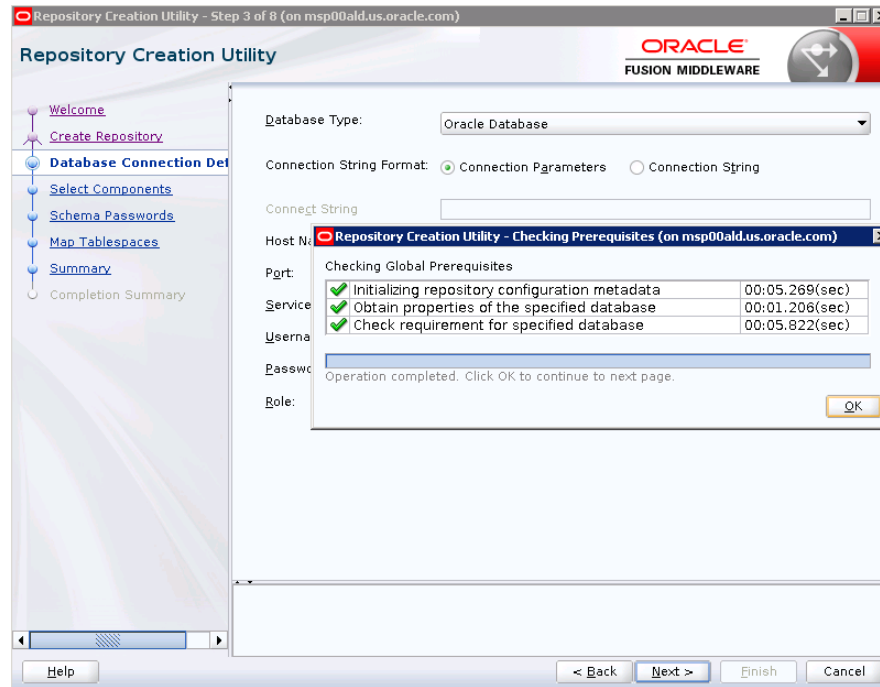 Repository Creation Utility - Step 3 of 8 (on msp00ald.us.oracle.com)
Repository Creation Utility
ORACLE
FUSION MIDDLEWARE
Welcome
Create Repository
Database Connection Det
Select Components
Schema Passwords
Map Tablespaces
Summary
Completion Summary
Database Type: Oracle Database
Connection String Format: Connection Parameters Connection String
Connect String
Host Na
Port:
Service
Userna
Passwo
Role:
Repository Creation Utility - Checking Prerequisites (on msp00ald.us.oracle.com)
Checking Global Prerequisites
Initializing repository configuration metadata 00:05.269(sec)
Obtain properties of the specified database 00:01.206(sec)
Check requirement for specified database 00:05.822(sec)
Operation completed. Click OK to continue to next page.
OK
Help < Back Next > Finish Cancel